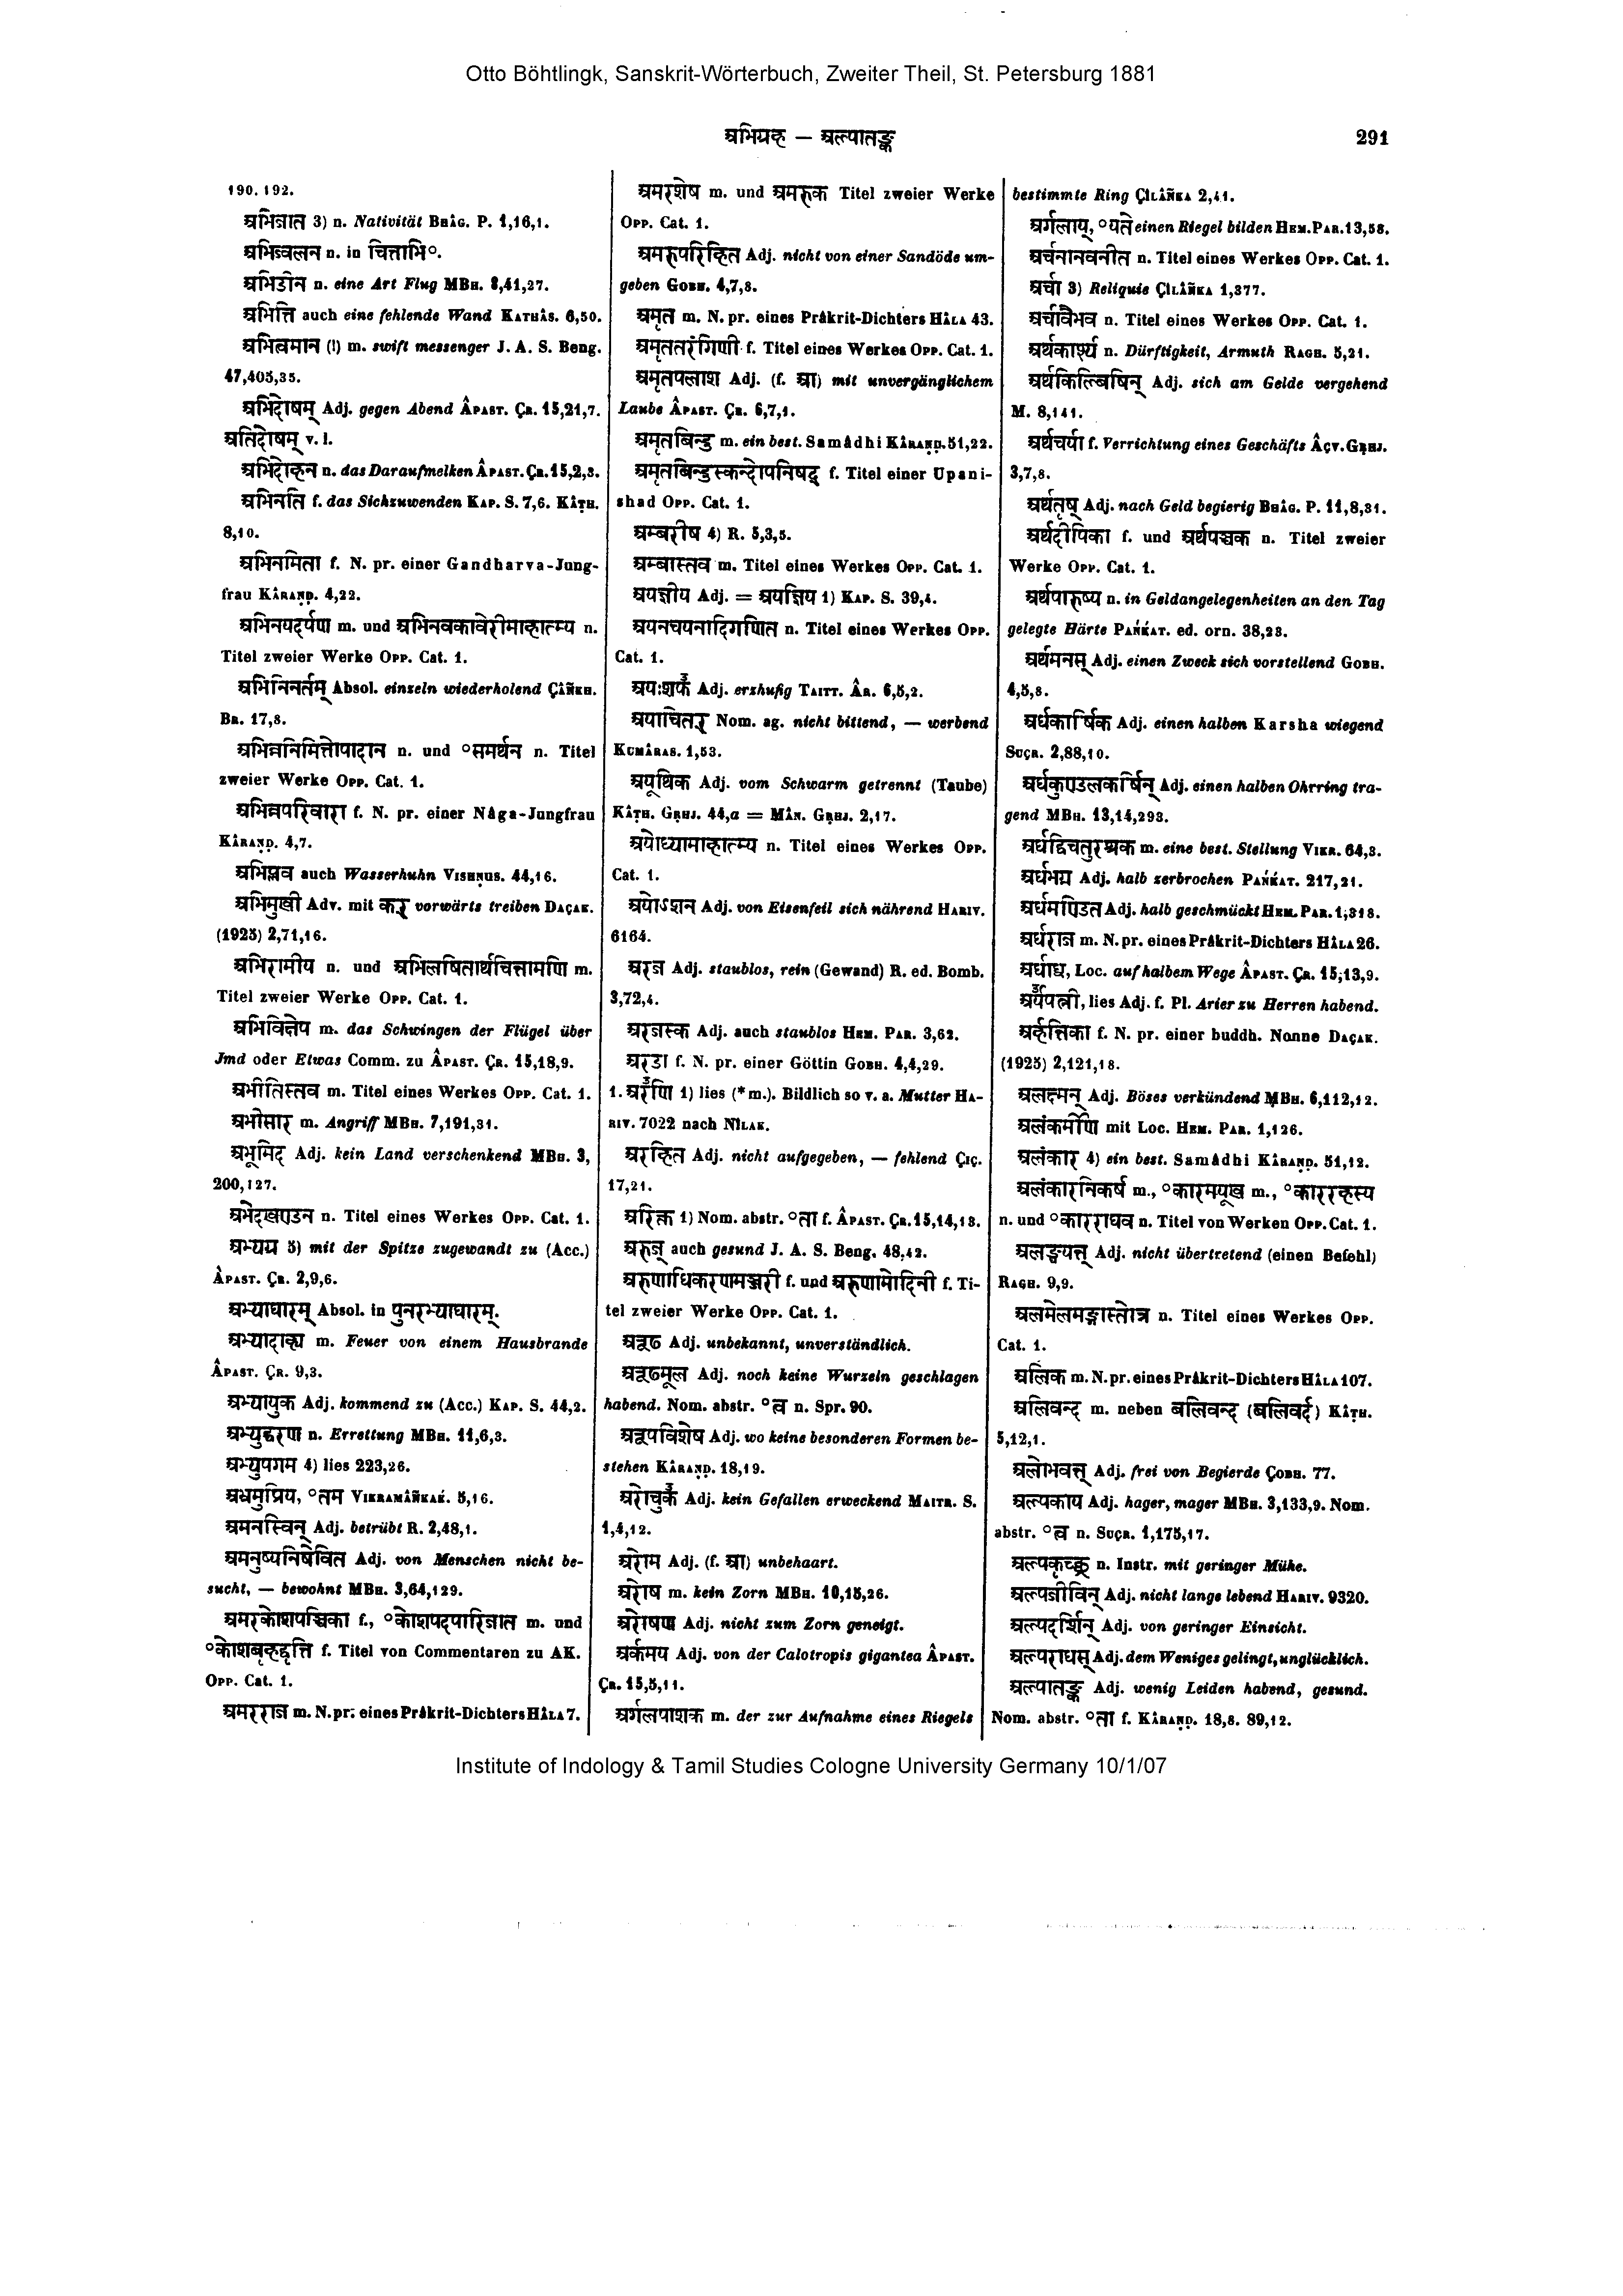 Otto Böhtlingk, Sanskrit-Wörterbuch, Zweiter Theil, St. Petersburg 1881
अभिग्रह — अल्पातङ्क 291
190. 192.
अभिजात 3) n. Nativität Bhâg. P. 1,16,1.
अभिज्वलन n. in चित्ताभि°.
अभिडीन n. eine Art Flug MBh. 8,41,27.
अभित्ति auch eine fehlende Wand Kathâs. 6,50.
अभित्वमान (!) m. swift messenger J. A. S. Beng.
47,405,35.
अभिदोषम् Adj. gegen Abend Âpast. Çr. 15,21,7.
अतिदोषम् v. l.
अभिदोहन n. das Daraufmelken Âpast. Çr. 15,2,3.
अभिनति f. das Sichzuwenden Kap. S. 7,6. Kâṭh.
8,10.
अभिनमिता f. N. pr. einer Gandharva-Jung-
frau Kâraṇḍ. 4,22.
अभिनयदर्पण m. und अभिनवकावेरीमाहात्म्य n.
Titel zweier Werke Opp. Cat. 1.
अभिनिनर्तम् Absol. einzeln wiederholend Çâñkh.
Br. 17,8.
अभिन्ननिमित्तोपादान n. und °समर्थन n. Titel
zweier Werke Opp. Cat. 1.
अभिन्नपरिवारा f. N. pr. einer Nâga-Jungfrau
Kâraṇḍ. 4,7.
अभिप्लव auch Wasserhuhn Vishṇus. 44,16.
अभिमुखी Adv. mit कर् vorwärts treiben Daçak.
(1925) 2,71,16.
अभिरामीय n. und अभिलषितार्थचित्तामणि m.
Titel zweier Werke Opp. Cat. 1.
अभिविक्षेप m. das Schwingen der Flügel über
Jmd oder Etwas Comm. zu Âpast. Çr. 15,18,9.
अभीतिस्तव m. Titel eines Werkes Opp. Cat. 1.
अभीसार m. Angriff MBh. 7,191,31.
अभूमिद Adj. kein Land verschenkend MBh. 3,
200,127.
अभेदखण्डन n. Titel eines Werkes Opp. Cat. 1.
अभ्यग्र 5) mit der Spitze zugewandt zu (Acc.)
Âpast. Çr. 2,9,6.
अभ्याघारम् Absol. in पुनरभ्याघारम्.
अभ्यादाह्य m. Feuer von einem Hausbrande
Âpast. Çr. 9,3.
अभ्यायुक Adj. kommend zu (Acc.) Kap. S. 44,2.
अभ्युद्धरण n. Errettung MBh. 11,6,3.
अभ्युपगम 4) lies 223,26.
अभ्रमुप्रिय, °तम Vikramâṅkaḱ. 5,16.
अमनस्विन् Adj. betrübt R. 2,48,1.
अमनुष्यनिषेवित Adj. von Menschen nicht be-
sucht, — bewohnt MBh. 3,64,129.
अमरकोशपञ्चिका f., °कोशपदपारिजात m. und
°कोशबृहद्वृत्ति f. Titel von Commentaren zu AK.
Opp. Cat. 1.
अमरराज m. N. pr. eines Prâkrit-Dichters Hâla 7.
अमरशेष m. und अमरुक Titel zweier Werke
Opp. Cat. 1.
अमरुपरिहित Adj. nicht von einer Sandöde um-
geben Gobh. 4,7,8.
अमृत m. N. pr. eines Prâkrit-Dichters Hâla 43.
अमृततरंगिणी f. Titel eines Werkes Opp. Cat. 1.
अमृतपलाश Adj. (f. आ) mit unvergänglichem
Laube Âpast. Çr. 6,7,1.
अमृतबिन्दु m. ein best. Samâdhi Kâraṇḍ. 51,22.
अमृतबिन्दुस्कन्दोपनिषद् f. Titel einer Upani-
shad Opp. Cat. 1.
अम्बरीष 4) R. 5,3,5.
अम्बास्तव m. Titel eines Werkes Opp. Cat. 1.
अयज्ञीय Adj. = अयज्ञिय 1) Kap. S. 39,4.
अयनचयनादिगणित n. Titel eines Werkes Opp.
Cat. 1.
अयःशफँ Adj. erzhufig Taitt. Âr. 6,5,2.
अयाचितर् Nom. ag. nicht bittend, — werbend
Kumâras. 1,53.
अयूथिक Adj. vom Schwarm getrennt (Taube)
Kâṭh. Gṛhj. 44,a = Mân. Gṛhj. 2,17.
अयोध्यामाहात्म्य n. Titel eines Werkes Opp.
Cat. 1.
अयोऽशन Adj. von Eisenfeil sich nährend Hariv.
6164.
अरज Adj. staublos, rein (Gewand) R. ed. Bomb.
3,72,4.
अरजस्क Adj. auch staublos Hem. Par. 3,62.
अरडा f. N. pr. einer Göttin Gobh. 4,4,29.
1. अरँणि 1) lies (*m.). Bildlich so v. a. Mutter Ha-
riv. 7022 nach Nîlak.
अरहित Adj. nicht aufgegeben, — fehlend Çiç.
17,21.
अरिक्त 1) Nom. abstr. °ता f. Âpast. Çr. 15,14,13.
अरुज् auch gesund J. A. S. Beng. 48,42.
अरुणाधिकरणमञ्जरी f. und अरुणामोदिनी f. Ti-
tel zweier Werke Opp. Cat. 1.
अरूढ Adj. unbekannt, unverständlich.
अरूढमूल Adj. noch keine Wurzeln geschlagen
habend. Nom. abstr. °त्व n. Spr. 90.
अरूपविशेष Adj. wo keine besonderen Formen be-
stehen Kâraṇḍ. 18,19.
अरोचुकँ Adj. kein Gefallen erweckend Maitr. S.
1,4,12.
अरोम Adj. (f. आ) unbehaart.
अरोष m. kein Zorn MBh. 10,15,26.
अरोषण Adj. nicht zum Zorn geneigt.
अर्कमय Adj. von der Calotropis gigantea Âpast.
Çr. 15,5,11.
अर्गलपाशक m. der zur Aufnahme eines Riegels
bestimmte Ring Çîlâṅka 2,41.
अर्गलाय्, °यते einen Riegel bilden Hem. Par. 13,58.
अर्चनानवनीत n. Titel eines Werkes Opp. Cat. 1.
अर्चा 3) Reliquie Çîlâṅka 1,377.
अर्चावैभव n. Titel eines Werkes Opp. Cat. 1.
अर्थकार्श्य n. Dürftigkeit, Armuth Ragh. 5,21.
अर्थकिल्बिषिन् Adj. sich am Gelde vergehend
M. 8,141.
अर्थचर्या f. Verrichtung eines Geschäfts Âçv. Gṛhj.
3,7,8.
अर्थतृष् Adj. nach Geld begierig Bhâg. P. 11,8,31.
अर्थदीपिका f. und अर्थपञ्चक n. Titel zweier
Werke Opp. Cat. 1.
अर्थपारुष्य n. in Geldangelegenheiten an den Tag
gelegte Härte Pańḱat. ed. orn. 38,23.
अर्थमनस् Adj. einen Zweck sich vorstellend Gobh.
4,5,8.
अर्धकार्षिक Adj. einen halben Karsha wiegend
Suçr. 2,88,10.
अर्धकुण्डलकर्षिन् Adj. einen halben Ohrring tra-
gend MBh. 13,14,293.
अर्धद्विचतुरश्रक m. eine best. Stellung Vikr. 64,3.
अर्धभग्न Adj. halb zerbrochen Pańḱat. 217,21.
अर्धमण्डित Adj. halb geschmückt Hem. Par. 1,318.
अर्धराज m. N. pr. eines Prâkrit-Dichters Hâla 26.
अर्धाध्व, Loc. auf halbem Wege Âpast. Çr. 15,13,9.
अर्यँपत्नी, lies Adj. f. Pl. Arier zu Herren habend.
अर्हत्तिका f. N. pr. einer buddh. Nonne Daçak.
(1925) 2,121,18.
अलक्ष्मन् Adj. Böses verkündend MBh. 6,112,12.
अलंकर्मीण mit Loc. Hem. Par. 1,126.
अलंकार 4) ein best. Samâdhi Kâraṇḍ. 51,12.
अलंकारनिकर्ष m., °कारमयूख m., °काररहस्य
n. und °कारराघव n. Titel von Werken Opp. Cat. 1.
अलङ्घयत्त् Adj. nicht übertretend (einen Befehl)
Ragh. 9,9.
अलमेलमङ्गास्तोत्र n. Titel eines Werkes Opp.
Cat. 1.
अलिक m. N. pr. eines Prâkrit-Dichters Hâla 107.
अलिवन्द m. neben बलिवन्द (बलिवर्द) Kâṭh.
5,12,1.
अलोभवत्त् Adj. frei von Begierde Çobh. 77.
अल्पकाय Adj. hager, mager MBh. 3,133,9. Nom.
abstr. °त्व n. Suçr. 1,175,17.
अल्पकृच्छ्र n. Instr. mit geringer Mühe.
अल्पजीविन् Adj. nicht lange lebend Hariv. 9320.
अल्पदर्शिन् Adj. von geringer Einsicht.
अल्पराधस् Adj. dem Weniges gelingt, unglücklich.
अल्पातङ्क Adj. wenig Leiden habend, gesund.
Nom. abstr. °ता f. Kâraṇḍ. 18,8. 89,12.
Institute of Indology & Tamil Studies Cologne University Germany 10/1/07